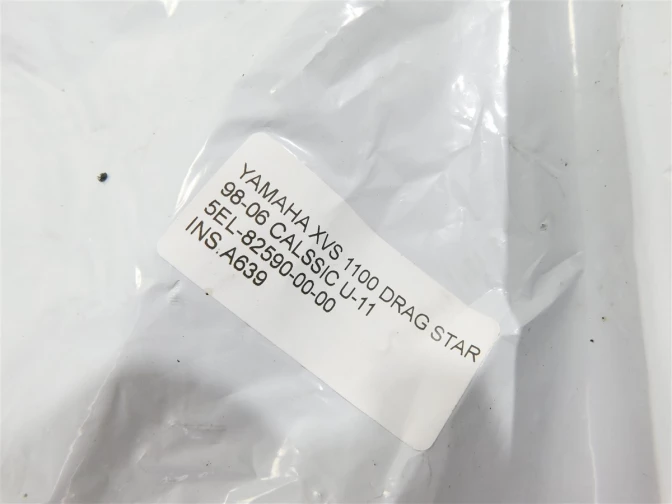 YAMAHA XVS 1100 DRAG STAR
98-06 CALSSIC U-11
5EL-82590-00-00
INS.A639